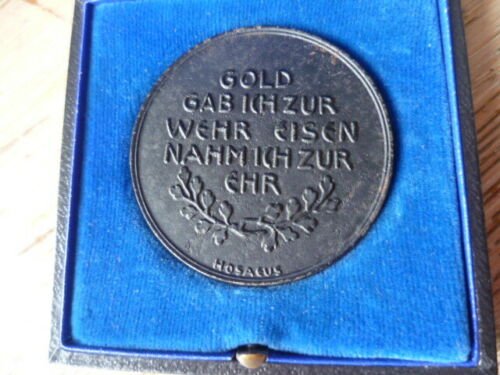 GOLD
GAB ICH ZUR
WEHR EISEN
NAHM ICH ZUR
EHR
HOSAEUS